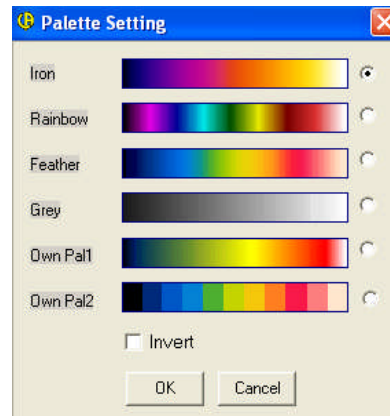 Palette Setting
Iron
Rainbow
Feather
Grey
Own Pal1
Own Pal2
Invert
OK Cancel